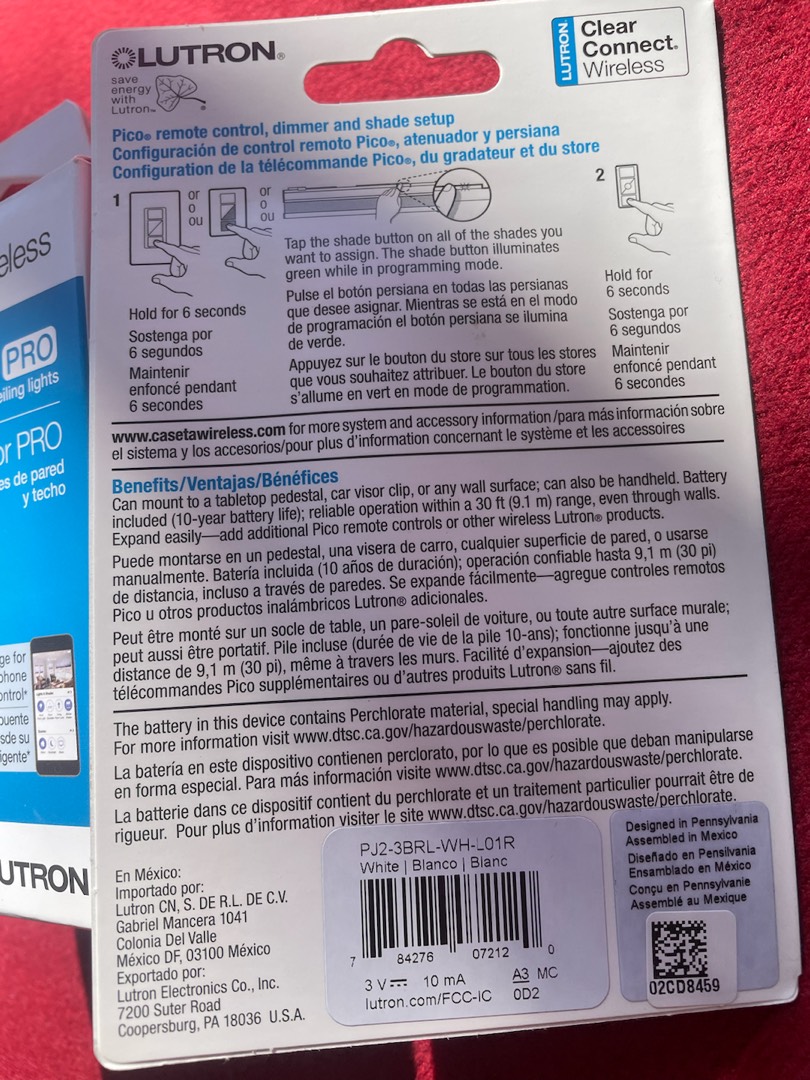 LUTRON®
save
energy
with
Lutron™
LUTRON
Clear
Connect®
Wireless
Pico® remote control, dimmer and shade setup
Configuración de control remoto Pico®, atenuador y persiana
Configuration de la télécommande Pico®, du gradateur et du store
1
or
o
ou
or
o
ou
2
Tap the shade button on all of the shades you
want to assign. The shade button illuminates
green while in programming mode.
Pulse el botón persiana en todas las persianas
que desee asignar. Mientras se está en el modo
de programación el botón persiana se ilumina
de verde.
Appuyez sur le bouton du store sur tous les stores
que vous souhaitez attribuer. Le bouton du store
s'allume en vert en mode de programmation.
Hold for 6 seconds
Sostenga por
6 segundos
Maintenir
enfoncé pendant
6 secondes
Hold for
6 seconds
Sostenga por
6 segundos
Maintenir
enfoncé pendant
6 secondes
www.casetawireless.com for more system and accessory information /para más información sobre
el sistema y los accesorios/pour plus d'information concernant le système et les accessoires
Benefits/Ventajas/Bénéfices
Can mount to a tabletop pedestal, car visor clip, or any wall surface; can also be handheld. Battery
included (10-year battery life); reliable operation within a 30 ft (9.1 m) range, even through walls.
Expand easily—add additional Pico remote controls or other wireless Lutron® products.
Puede montarse en un pedestal, una visera de carro, cualquier superficie de pared, o usarse
manualmente. Batería incluida (10 años de duración); operación confiable hasta 9,1 m (30 pi)
de distancia, incluso a través de paredes. Se expande fácilmente—agregue controles remotos
Pico u otros productos inalámbricos Lutron® adicionales.
Peut être monté sur un socle de table, un pare-soleil de voiture, ou toute autre surface murale;
peut aussi être portatif. Pile incluse (durée de vie de la pile 10-ans); fonctionne jusqu'à une
distance de 9,1 m (30 pi), même à travers les murs. Facilité d'expansion—ajoutez des
télécommandes Pico supplémentaires ou d'autres produits Lutron® sans fil.
The battery in this device contains Perchlorate material, special handling may apply.
For more information visit www.dtsc.ca.gov/hazardouswaste/perchlorate.
La batería en este dispositivo contienen perclorato, por lo que es posible que deban manipularse
en forma especial. Para más información visite www.dtsc.ca.gov/hazardouswaste/perchlorate.
La batterie dans ce dispositif contient du perchlorate et un traitement particulier pourrait être de
rigueur. Pour plus d'information visiter le site www.dtsc.ca.gov/hazardouswaste/perchlorate.
En México:
Importado por:
Lutron CN, S. DE R.L. DE C.V.
Gabriel Mancera 1041
Colonia Del Valle
México DF, 03100 México
Exportado por:
Lutron Electronics Co., Inc.
7200 Suter Road
Coopersburg, PA 18036 U.S.A.
PJ2-3BRL-WH-L01R
White | Blanco | Blanc
7 84276 07212 0
3 V⎓ 10 mA
A3 MC
lutron.com/FCC-IC
0D2
Designed in Pennsylvania
Assembled in Mexico
Diseñado en Pensilvania
Ensamblado en México
Conçu en Pennsylvanie
Assemblé au Mexique
02CD8459
eless
PRO
eiling lights
or PRO
es de pared
y techo
ge for
phone
ontrol*
puente
sde su
igente*
UTRON